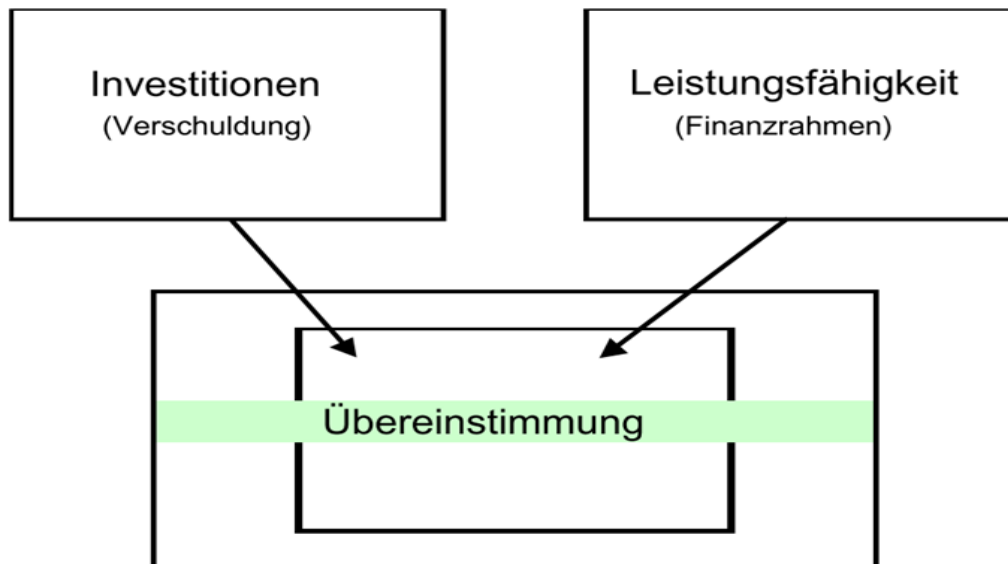 Investitionen
(Verschuldung)
Leistungsfähigkeit
(Finanzrahmen)
Übereinstimmung